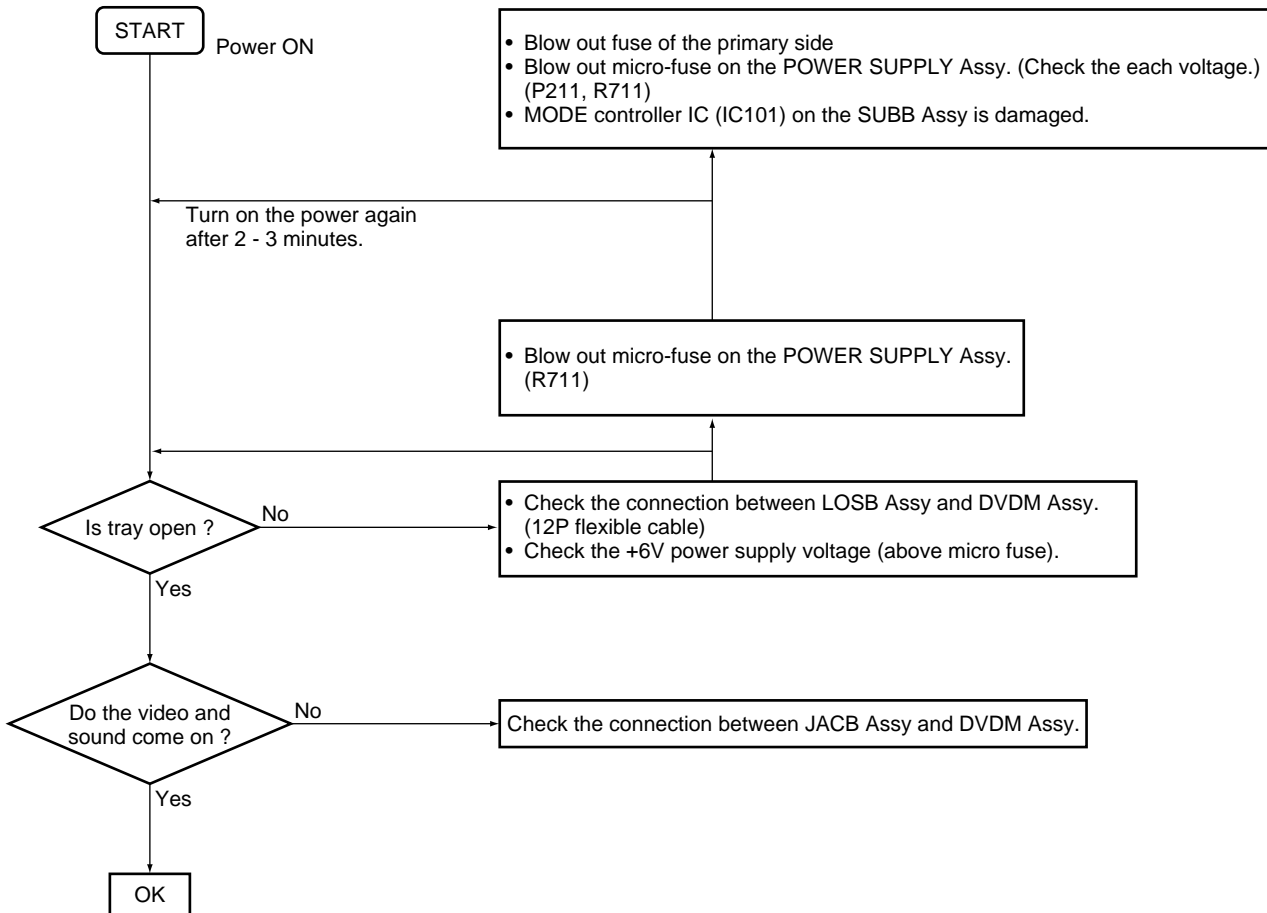 START
Power ON
• Blow out fuse of the primary side
• Blow out micro-fuse on the POWER SUPPLY Assy. (Check the each voltage.)
(P211, R711)
• MODE controller IC (IC101) on the SUBB Assy is damaged.
Turn on the power again
after 2 - 3 minutes.
• Blow out micro-fuse on the POWER SUPPLY Assy.
(R711)
Is tray open ?
No
• Check the connection between LOSB Assy and DVDM Assy.
(12P flexible cable)
• Check the +6V power supply voltage (above micro fuse).
Yes
Do the video and
sound come on ?
No
Check the connection between JACB Assy and DVDM Assy.
Yes
OK